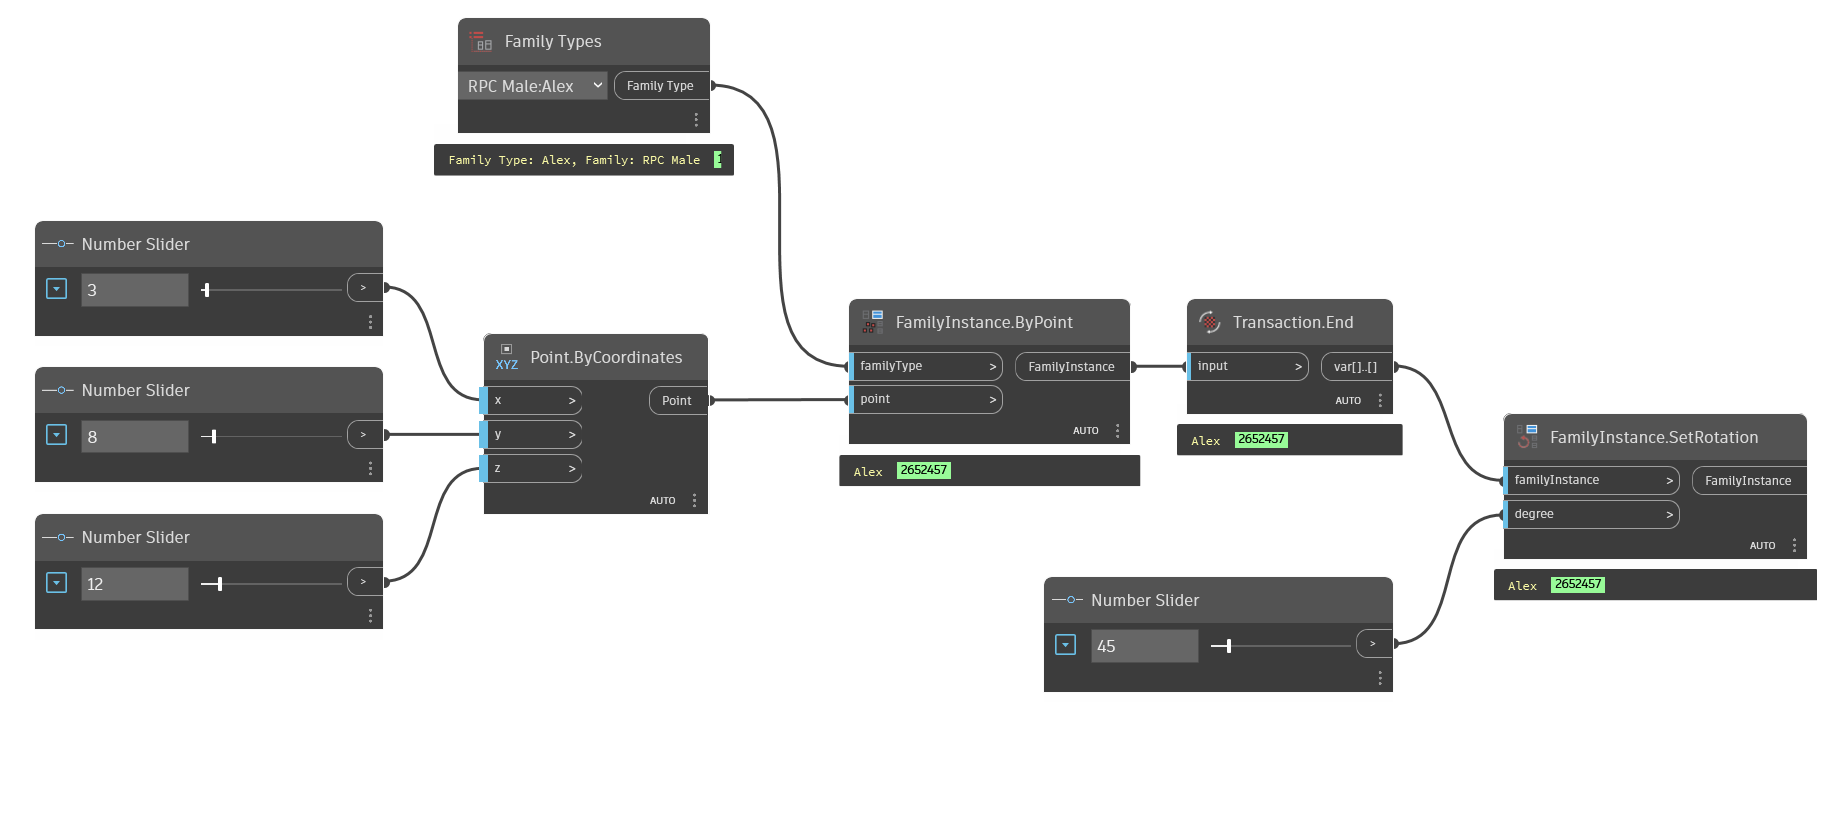 Family Types
RPC Male:Alex
Family Type
Family Type: Alex, Family: RPC Male
Number Slider
3
>
Number Slider
8
>
Number Slider
12
>
XYZ
Point.ByCoordinates
x >
Point
y >
z >
AUTO
FamilyInstance.ByPoint
familyType >
FamilyInstance
point >
AUTO
Alex 2652457
Transaction.End
input >
var[]..[]
AUTO
Alex 2652457
Number Slider
45
>
FamilyInstance.SetRotation
familyInstance >
FamilyInstance
degree >
AUTO
Alex 2652457